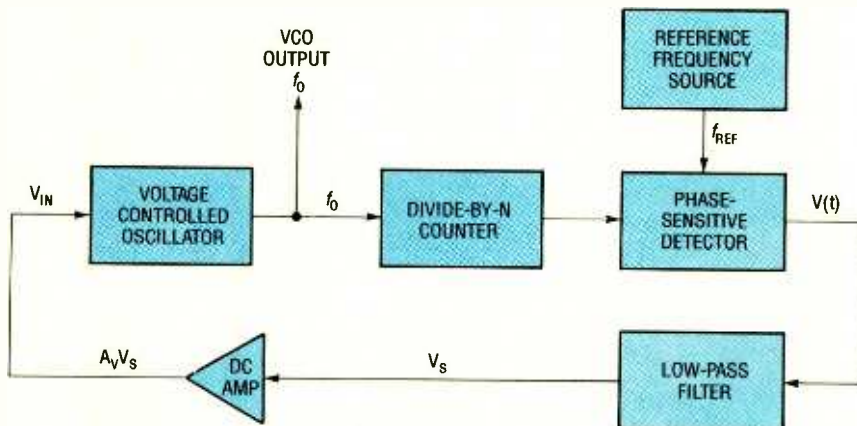 VCO
OUTPUT
f0
REFERENCE
FREQUENCY
SOURCE
fREF
VIN
VOLTAGE
CONTROLLED
OSCILLATOR
f0
DIVIDE-BY-N
COUNTER
PHASE-
SENSITIVE
DETECTOR
V(t)
AVVS
DC
AMP
VS
LOW-PASS
FILTER